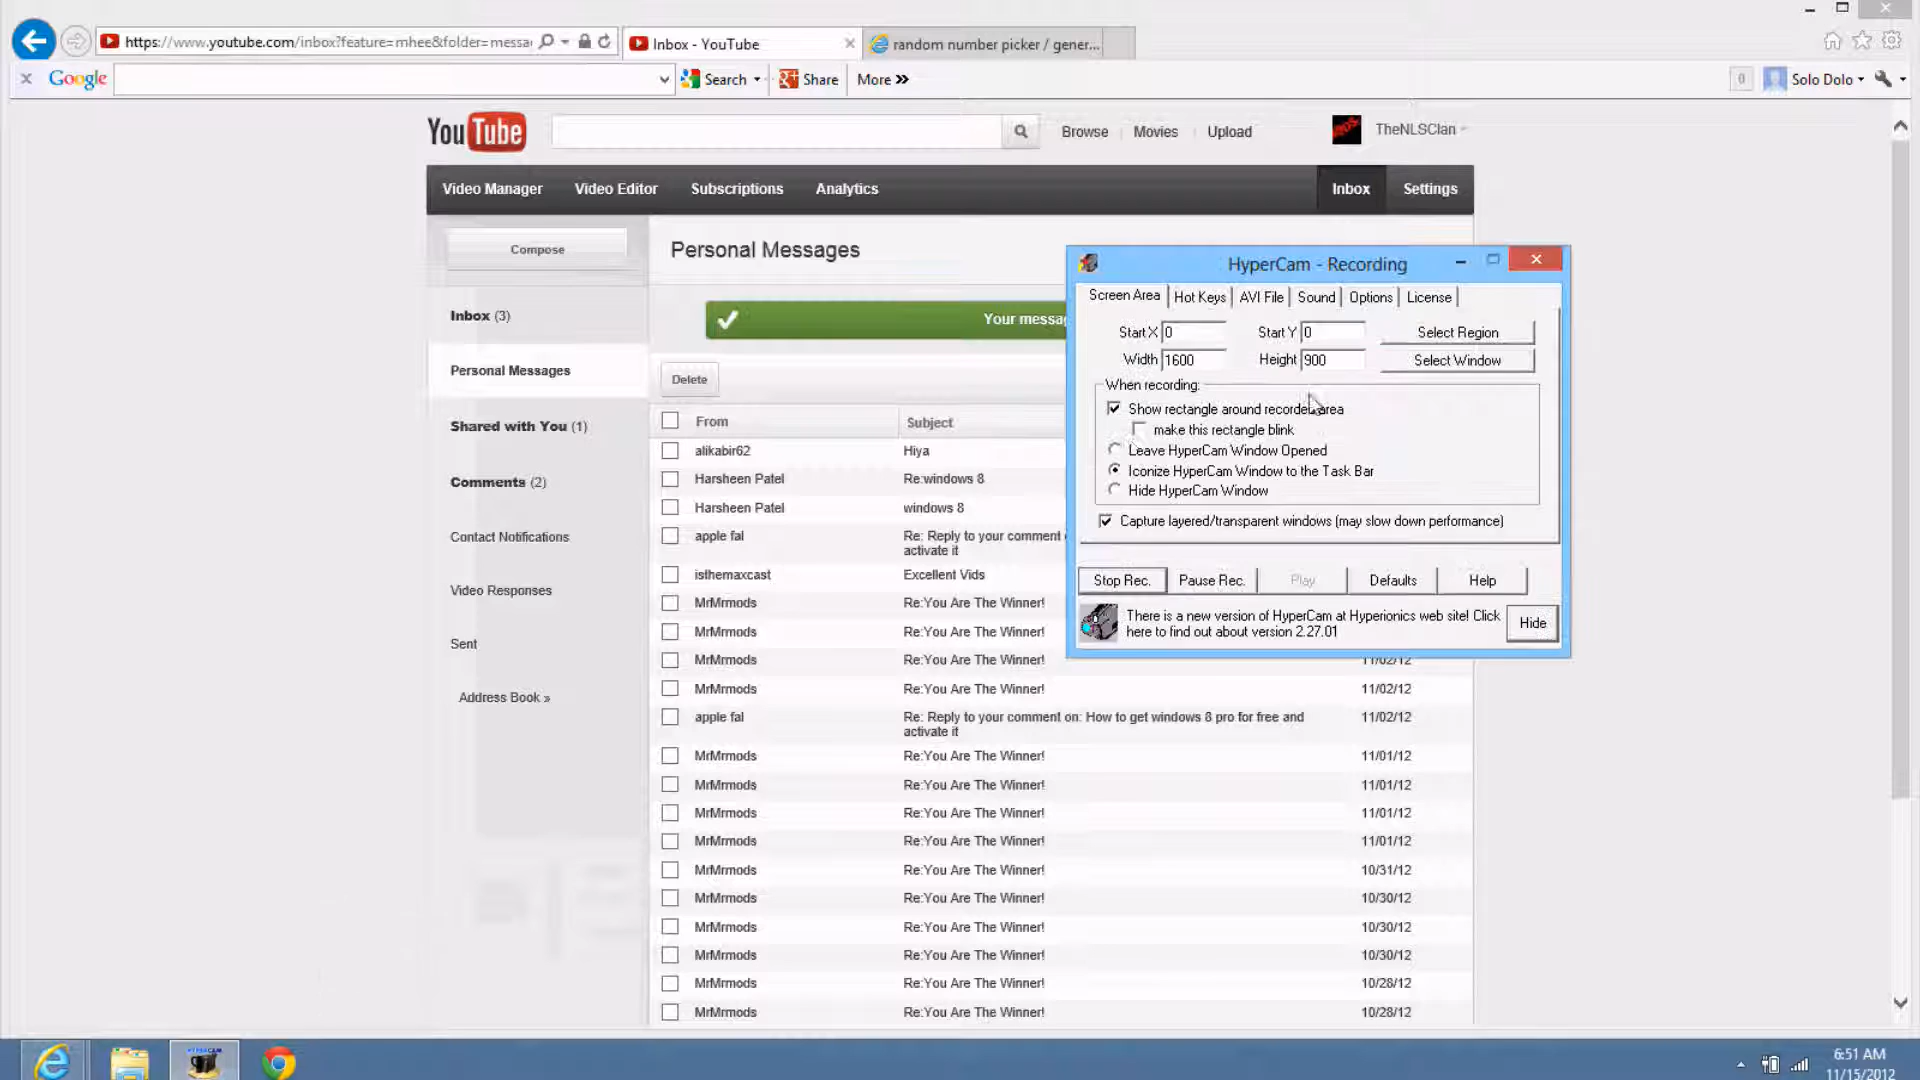 https://www.youtube.com/inbox?feature=mhee&folder=messa
Inbox - YouTube
random number picker / gener...
Google
Search
Share
More »
0
Solo Dolo
YouTube
Browse
Movies
Upload
TheNLSClan
Video Manager
Video Editor
Subscriptions
Analytics
Inbox
Settings
Compose
Inbox (3)
Personal Messages
Shared with You (1)
Comments (2)
Contact Notifications
Video Responses
Sent
Address Book »
Personal Messages
Your messag
Delete
From Subject
alikabir62 Hiya
Harsheen Patel Re:windows 8
Harsheen Patel windows 8
apple fal Re: Reply to your comment
activate it
isthemaxcast Excellent Vids
MrMrmods Re:You Are The Winner!
MrMrmods Re:You Are The Winner!
MrMrmods Re:You Are The Winner! 11/02/12
MrMrmods Re:You Are The Winner! 11/02/12
apple fal Re: Reply to your comment on: How to get windows 8 pro for free and 11/02/12
activate it
MrMrmods Re:You Are The Winner! 11/01/12
MrMrmods Re:You Are The Winner! 11/01/12
MrMrmods Re:You Are The Winner! 11/01/12
MrMrmods Re:You Are The Winner! 11/01/12
MrMrmods Re:You Are The Winner! 10/31/12
MrMrmods Re:You Are The Winner! 10/30/12
MrMrmods Re:You Are The Winner! 10/30/12
MrMrmods Re:You Are The Winner! 10/30/12
MrMrmods Re:You Are The Winner! 10/28/12
MrMrmods Re:You Are The Winner! 10/28/12
HyperCam - Recording
Screen Area Hot Keys AVI File Sound Options License
Start X 0 Start Y 0 Select Region
Width 1600 Height 900 Select Window
When recording:
Show rectangle around recorded area
make this rectangle blink
Leave HyperCam Window Opened
Iconize HyperCam Window to the Task Bar
Hide HyperCam Window
Capture layered/transparent windows (may slow down performance)
Stop Rec. Pause Rec. Play Defaults Help
There is a new version of HyperCam at Hyperionics web site! Click
here to find out about version 2.27.01
Hide
6:51 AM
11/15/2012